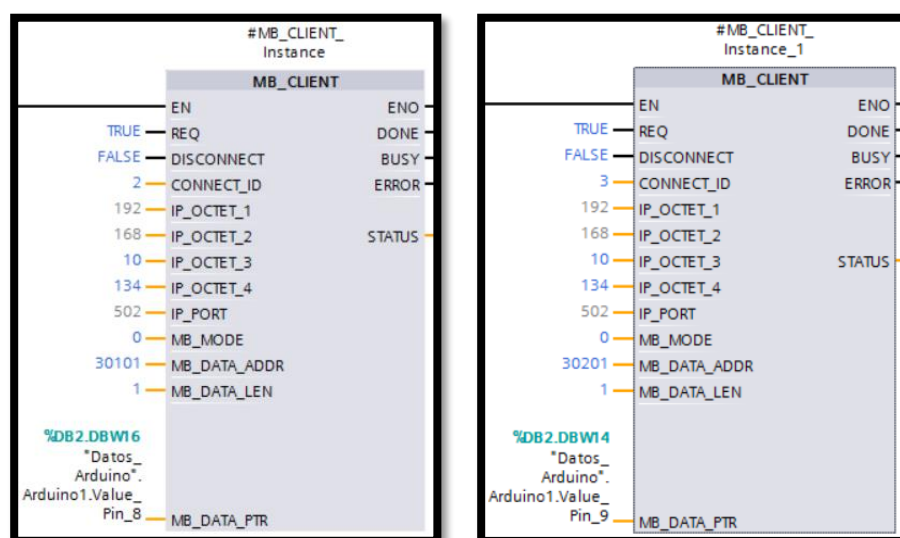 #MB_CLIENT_
Instance
MB_CLIENT
EN ENO
TRUE REQ DONE
FALSE DISCONNECT BUSY
2 CONNECT_ID ERROR
192 IP_OCTET_1
168 IP_OCTET_2 STATUS
10 IP_OCTET_3
134 IP_OCTET_4
502 IP_PORT
0 MB_MODE
30101 MB_DATA_ADDR
1 MB_DATA_LEN
%DB2.DBW16
"Datos_
Arduino".
Arduino1.Value_
Pin_8 MB_DATA_PTR
#MB_CLIENT_
Instance_1
MB_CLIENT
EN ENO
TRUE REQ DONE
FALSE DISCONNECT BUSY
3 CONNECT_ID ERROR
192 IP_OCTET_1
168 IP_OCTET_2
10 IP_OCTET_3 STATUS
134 IP_OCTET_4
502 IP_PORT
0 MB_MODE
30201 MB_DATA_ADDR
1 MB_DATA_LEN
%DB2.DBW14
"Datos_
Arduino".
Arduino1.Value_
Pin_9 MB_DATA_PTR